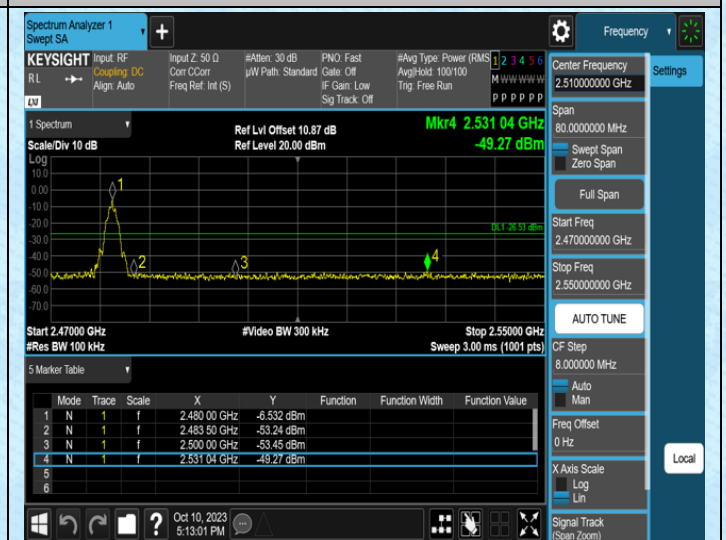 Spectrum Analyzer 1
Swept SA
+
Frequency
KEYSIGHT Input: RF
RL Coupling: DC
Align: Auto
LXI
Input Z: 50 Ω
Corr CCorr
Freq Ref: Int (S)
#Atten: 30 dB
µW Path: Standard
PNO: Fast
Gate: Off
IF Gain: Low
Sig Track: Off
#Avg Type: Power (RMS
Avg|Hold: 100/100
Trig: Free Run
1 2 3 4 5 6
M W W W W W
P P P P P P
1 Spectrum
Scale/Div 10 dB
Ref Lvl Offset 10.87 dB
Ref Level 20.00 dBm
Mkr4 2.531 04 GHz
-49.27 dBm
Log
10.0
0.00
-10.0
-20.0
-30.0
-40.0
-50.0
-60.0
-70.0
1
2
3
4
DL1 -26.53 dBm
Start 2.47000 GHz
#Res BW 100 kHz
#Video BW 300 kHz
Stop 2.55000 GHz
Sweep 3.00 ms (1001 pts)
5 Marker Table
Mode Trace Scale X Y Function Function Width Function Value
1 N 1 f 2.480 00 GHz -6.532 dBm
2 N 1 f 2.483 50 GHz -53.24 dBm
3 N 1 f 2.500 00 GHz -53.45 dBm
4 N 1 f 2.531 04 GHz -49.27 dBm
5
6
?
Oct 10, 2023
5:13:01 PM
Center Frequency
2.510000000 GHz
Span
80.0000000 MHz
Swept Span
Zero Span
Full Span
Start Freq
2.470000000 GHz
Stop Freq
2.550000000 GHz
AUTO TUNE
CF Step
8.000000 MHz
Auto
Man
Freq Offset
0 Hz
X Axis Scale
Log
Lin
Signal Track
(Span Zoom)
Settings
Local